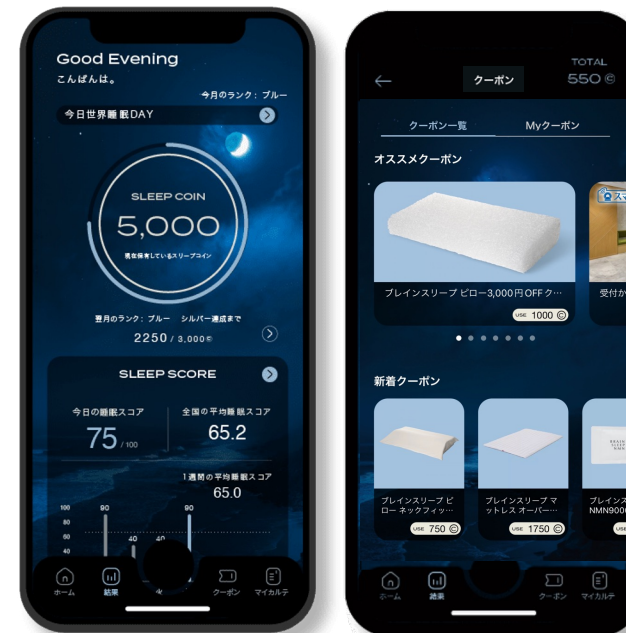 Good Evening
こんばんは。
今月のランク: ブルー
今日世界睡眠DAY
SLEEP COIN
5,000
現在保有しているスリープコイン
翌月のランク: ブルー シルバー達成まで
2250 / 3,000©
SLEEP SCORE
今日の睡眠スコア
75 / 100
全国の平均睡眠スコア
65.2
1週間の平均睡眠スコア
65.0
100
80
60
40
90
40
40
90
火
ホーム
結果
クーポン
マイカルテ
TOTAL
550 ©
クーポン
クーポン一覧
Myクーポン
オススメクーポン
ブレインスリープ ピロー3,000円OFFク…
USE 1000 ©
スマ
受付か
新着クーポン
ブレインスリープ ピ
ロー ネックフィッ…
USE 750 ©
ブレインスリープ マ
ットレス オーバー…
USE 1750 ©
BRAIN
SLEEP
NMN
ブレインス
NMN9000
USE
ホーム
結果
クーポン
マイカルテ